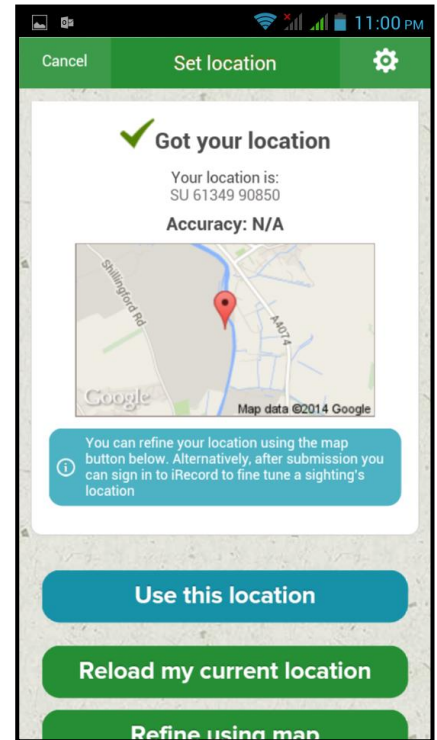 11:00 PM
Cancel Set location
Got your location
Your location is:
SU 61349 90850
Accuracy: N/A
Shillingford Rd
A4074
Google
Map data ©2014 Google
You can refine your location using the map
button below. Alternatively, after submission you
can sign in to iRecord to fine tune a sighting's
location
Use this location
Reload my current location
Refine using map